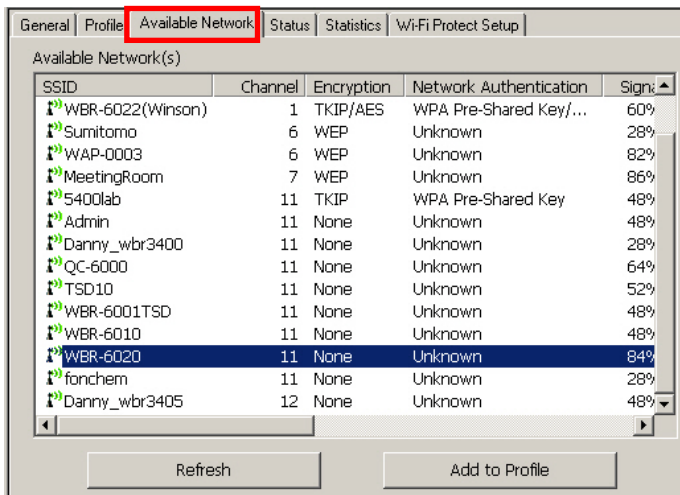 General Profile Available Network Status Statistics Wi-Fi Protect Setup
Available Network(s)
SSID Channel Encryption Network Authentication
WBR-6022(Winson) 1 TKIP/AES WPA Pre-Shared Key/... 60%
Sumitomo 6 WEP Unknown 28%
WAP-0003 6 WEP Unknown 82%
MeetingRoom 7 WEP Unknown 86%
5400lab 11 TKIP WPA Pre-Shared Key 48%
Admin 11 None Unknown 48%
Danny_wbr3400 11 None Unknown 28%
QC-6000 11 None Unknown 64%
TSD10 11 None Unknown 52%
WBR-6001TSD 11 None Unknown 48%
WBR-6010 11 None Unknown 48%
WBR-6020 11 None Unknown 84%
fonchem 11 None Unknown 28%
Danny_wbr3405 12 None Unknown 48%
Refresh Add to Profile